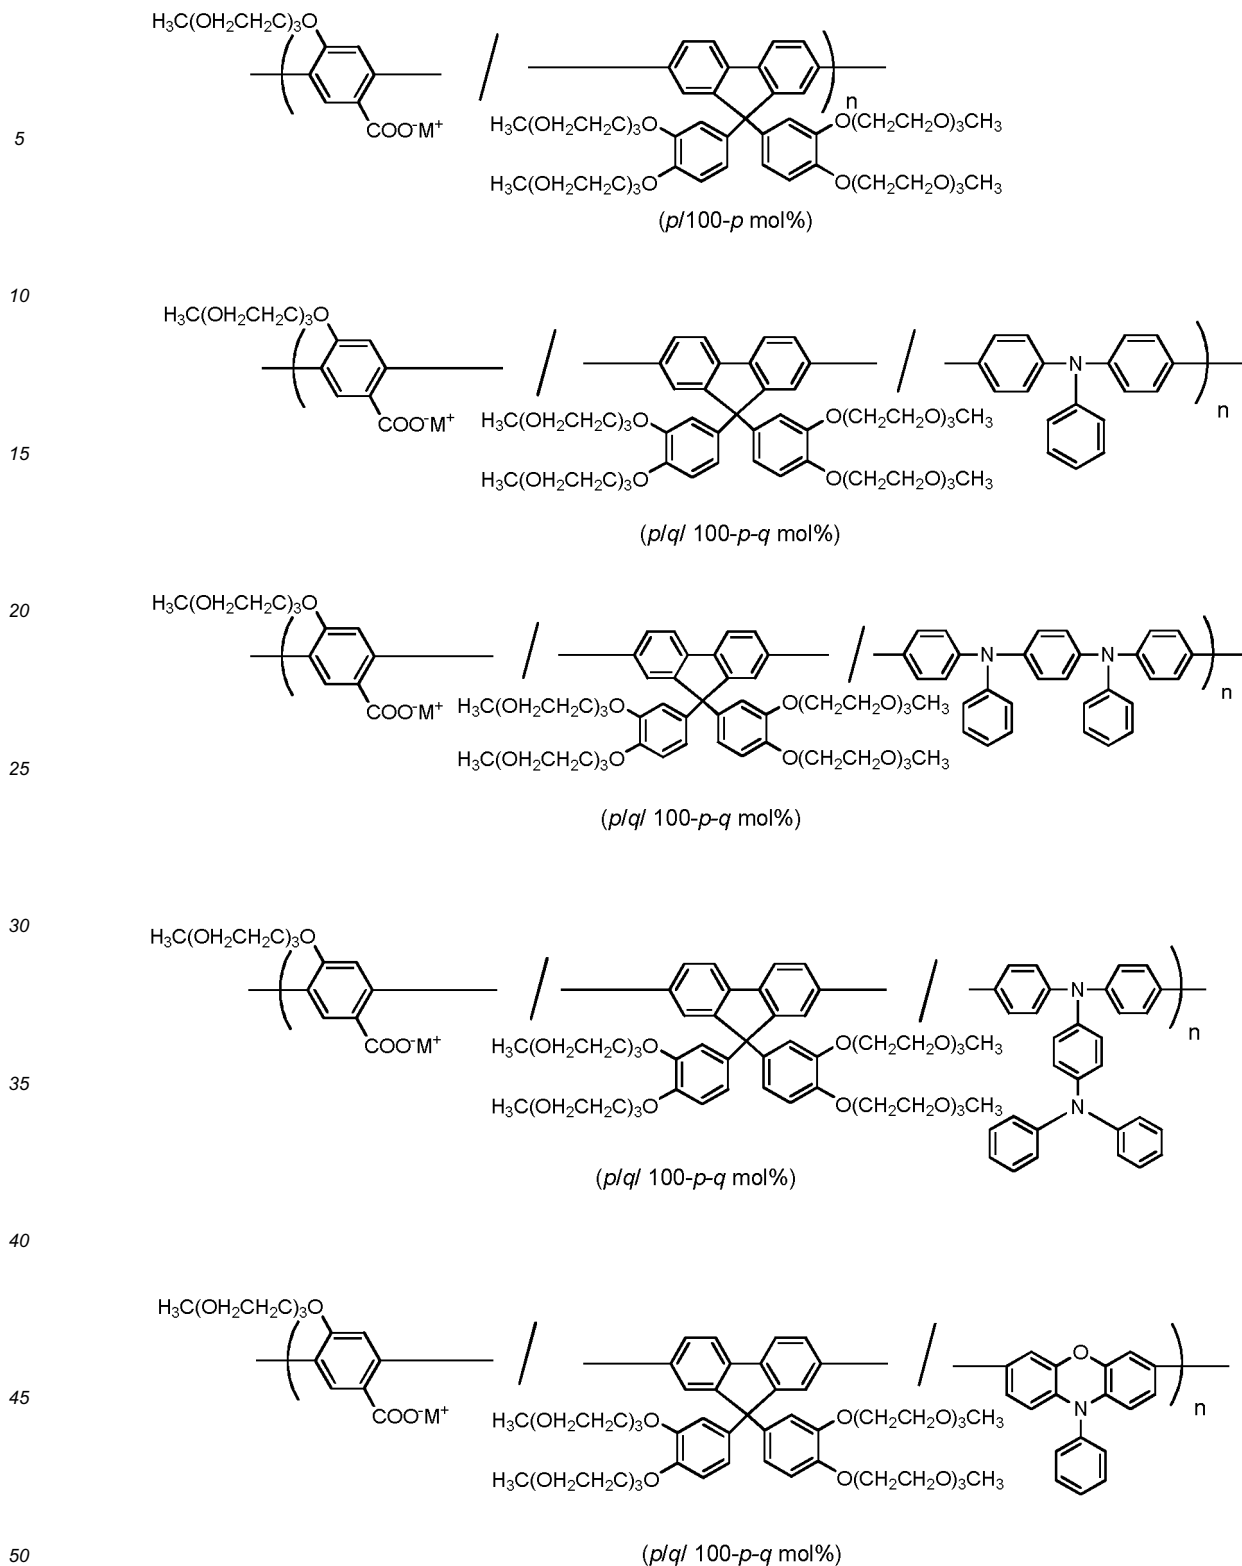 H₃C(OH₂CH₂C)₃O
n
COO⁻M⁺
H₃C(OH₂CH₂C)₃O O(CH₂CH₂O)₃CH₃
5
H₃C(OH₂CH₂C)₃O O(CH₂CH₂O)₃CH₃
(p/100-p mol%)
10
H₃C(OH₂CH₂C)₃O
N
n
COO⁻M⁺ H₃C(OH₂CH₂C)₃O O(CH₂CH₂O)₃CH₃
15
H₃C(OH₂CH₂C)₃O O(CH₂CH₂O)₃CH₃
(p/q/ 100-p-q mol%)
20
H₃C(OH₂CH₂C)₃O
N N
n
COO⁻M⁺ H₃C(OH₂CH₂C)₃O O(CH₂CH₂O)₃CH₃
H₃C(OH₂CH₂C)₃O O(CH₂CH₂O)₃CH₃
25
(p/q/ 100-p-q mol%)
30
H₃C(OH₂CH₂C)₃O
N
n
COO⁻M⁺ H₃C(OH₂CH₂C)₃O O(CH₂CH₂O)₃CH₃
35
H₃C(OH₂CH₂C)₃O O(CH₂CH₂O)₃CH₃ N
(p/q/ 100-p-q mol%)
40
H₃C(OH₂CH₂C)₃O
O
45
N n
COO⁻M⁺ H₃C(OH₂CH₂C)₃O O(CH₂CH₂O)₃CH₃
H₃C(OH₂CH₂C)₃O O(CH₂CH₂O)₃CH₃
50
(p/q/ 100-p-q mol%)